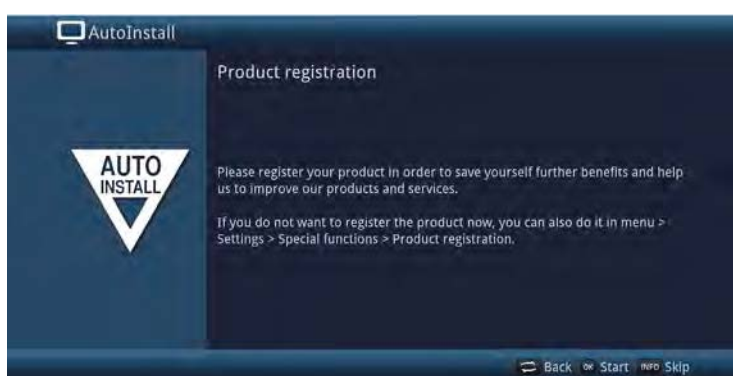 AutoInstall
Product registration
AUTO
INSTALL
Please register your product in order to save yourself further benefits and help
us to improve our products and services.
If you do not want to register the product now, you can also do it in menu >
Settings > Special functions > Product registration.
Back OK Start INFO Skip